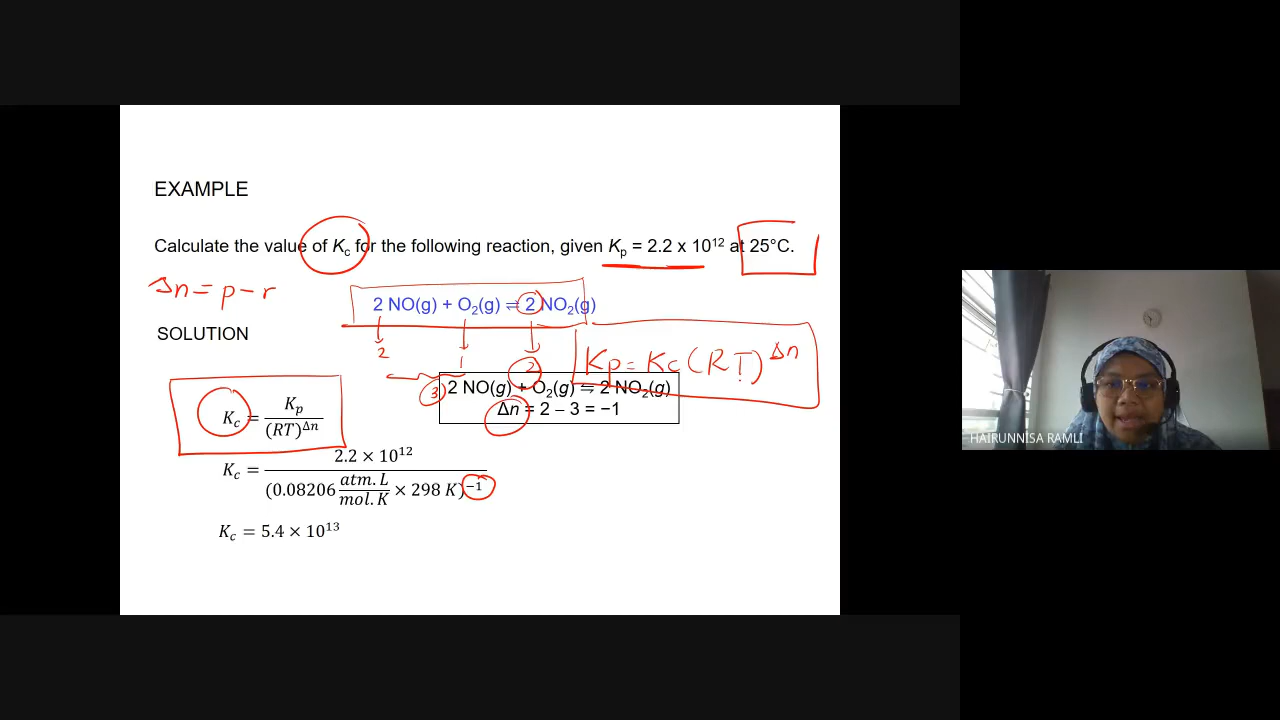 EXAMPLE
Calculate the value of Kc for the following reaction, given Kp = 2.2 x 10¹² at 25°C.
Δn = p − r
2 NO(g) + O₂(g) ⇌ 2 NO₂(g)
SOLUTION
2 1 2
Kp = Kc (RT)^Δn
3
2 NO(g) + O₂(g) ⇌ 2 NO₂(g)
Δn = 2 – 3 = −1
Kc = Kp / (RT)^Δn
Kc = 2.2 × 10¹² / (0.08206 atm.L / mol.K × 298 K)⁻¹
Kc = 5.4 × 10¹³
HAIRUNNISA RAMLI